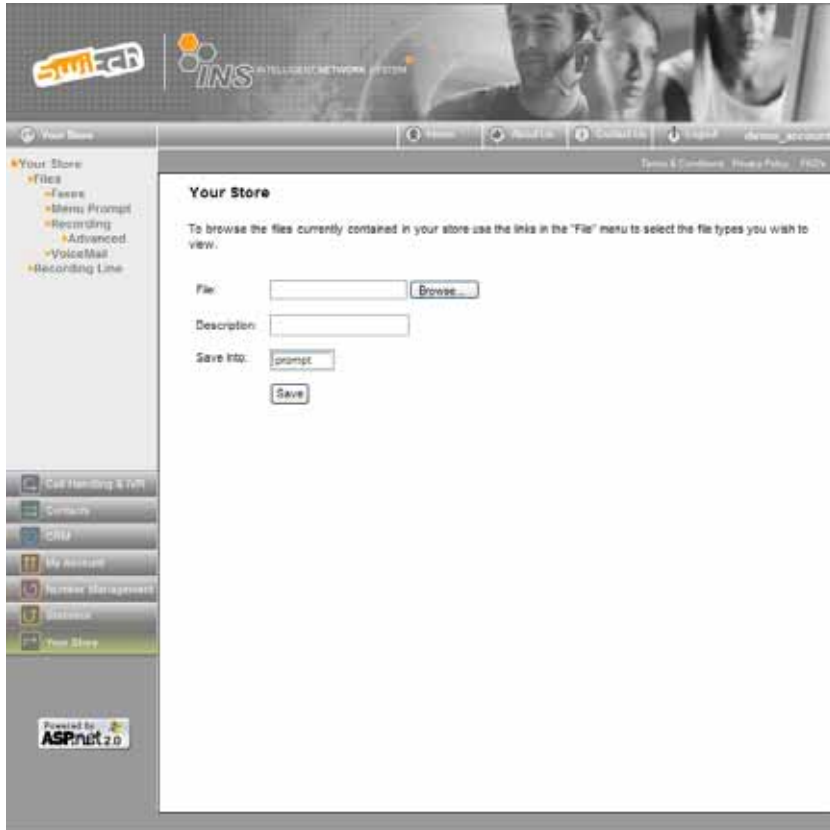 switch
INS INTELLIGENT NETWORK SYSTEM
Your Store
Home
About Us
Contact Us
Logout
demo_account
Terms & Conditions Privacy Policy FAQ's
Your Store
Files
Faxes
Menu Prompt
Recording
Advanced
VoiceMail
Recording Line
Your Store
To browse the files currently contained in your store use the links in the "File" menu to select the file types you wish to
view.
File:
Browse...
Description:
Save Into:
prompt
Save
Call Handling & IVR
Contacts
CRM
My Account
Number Management
Statistics
Your Store
Powered by
ASP.net 2.0